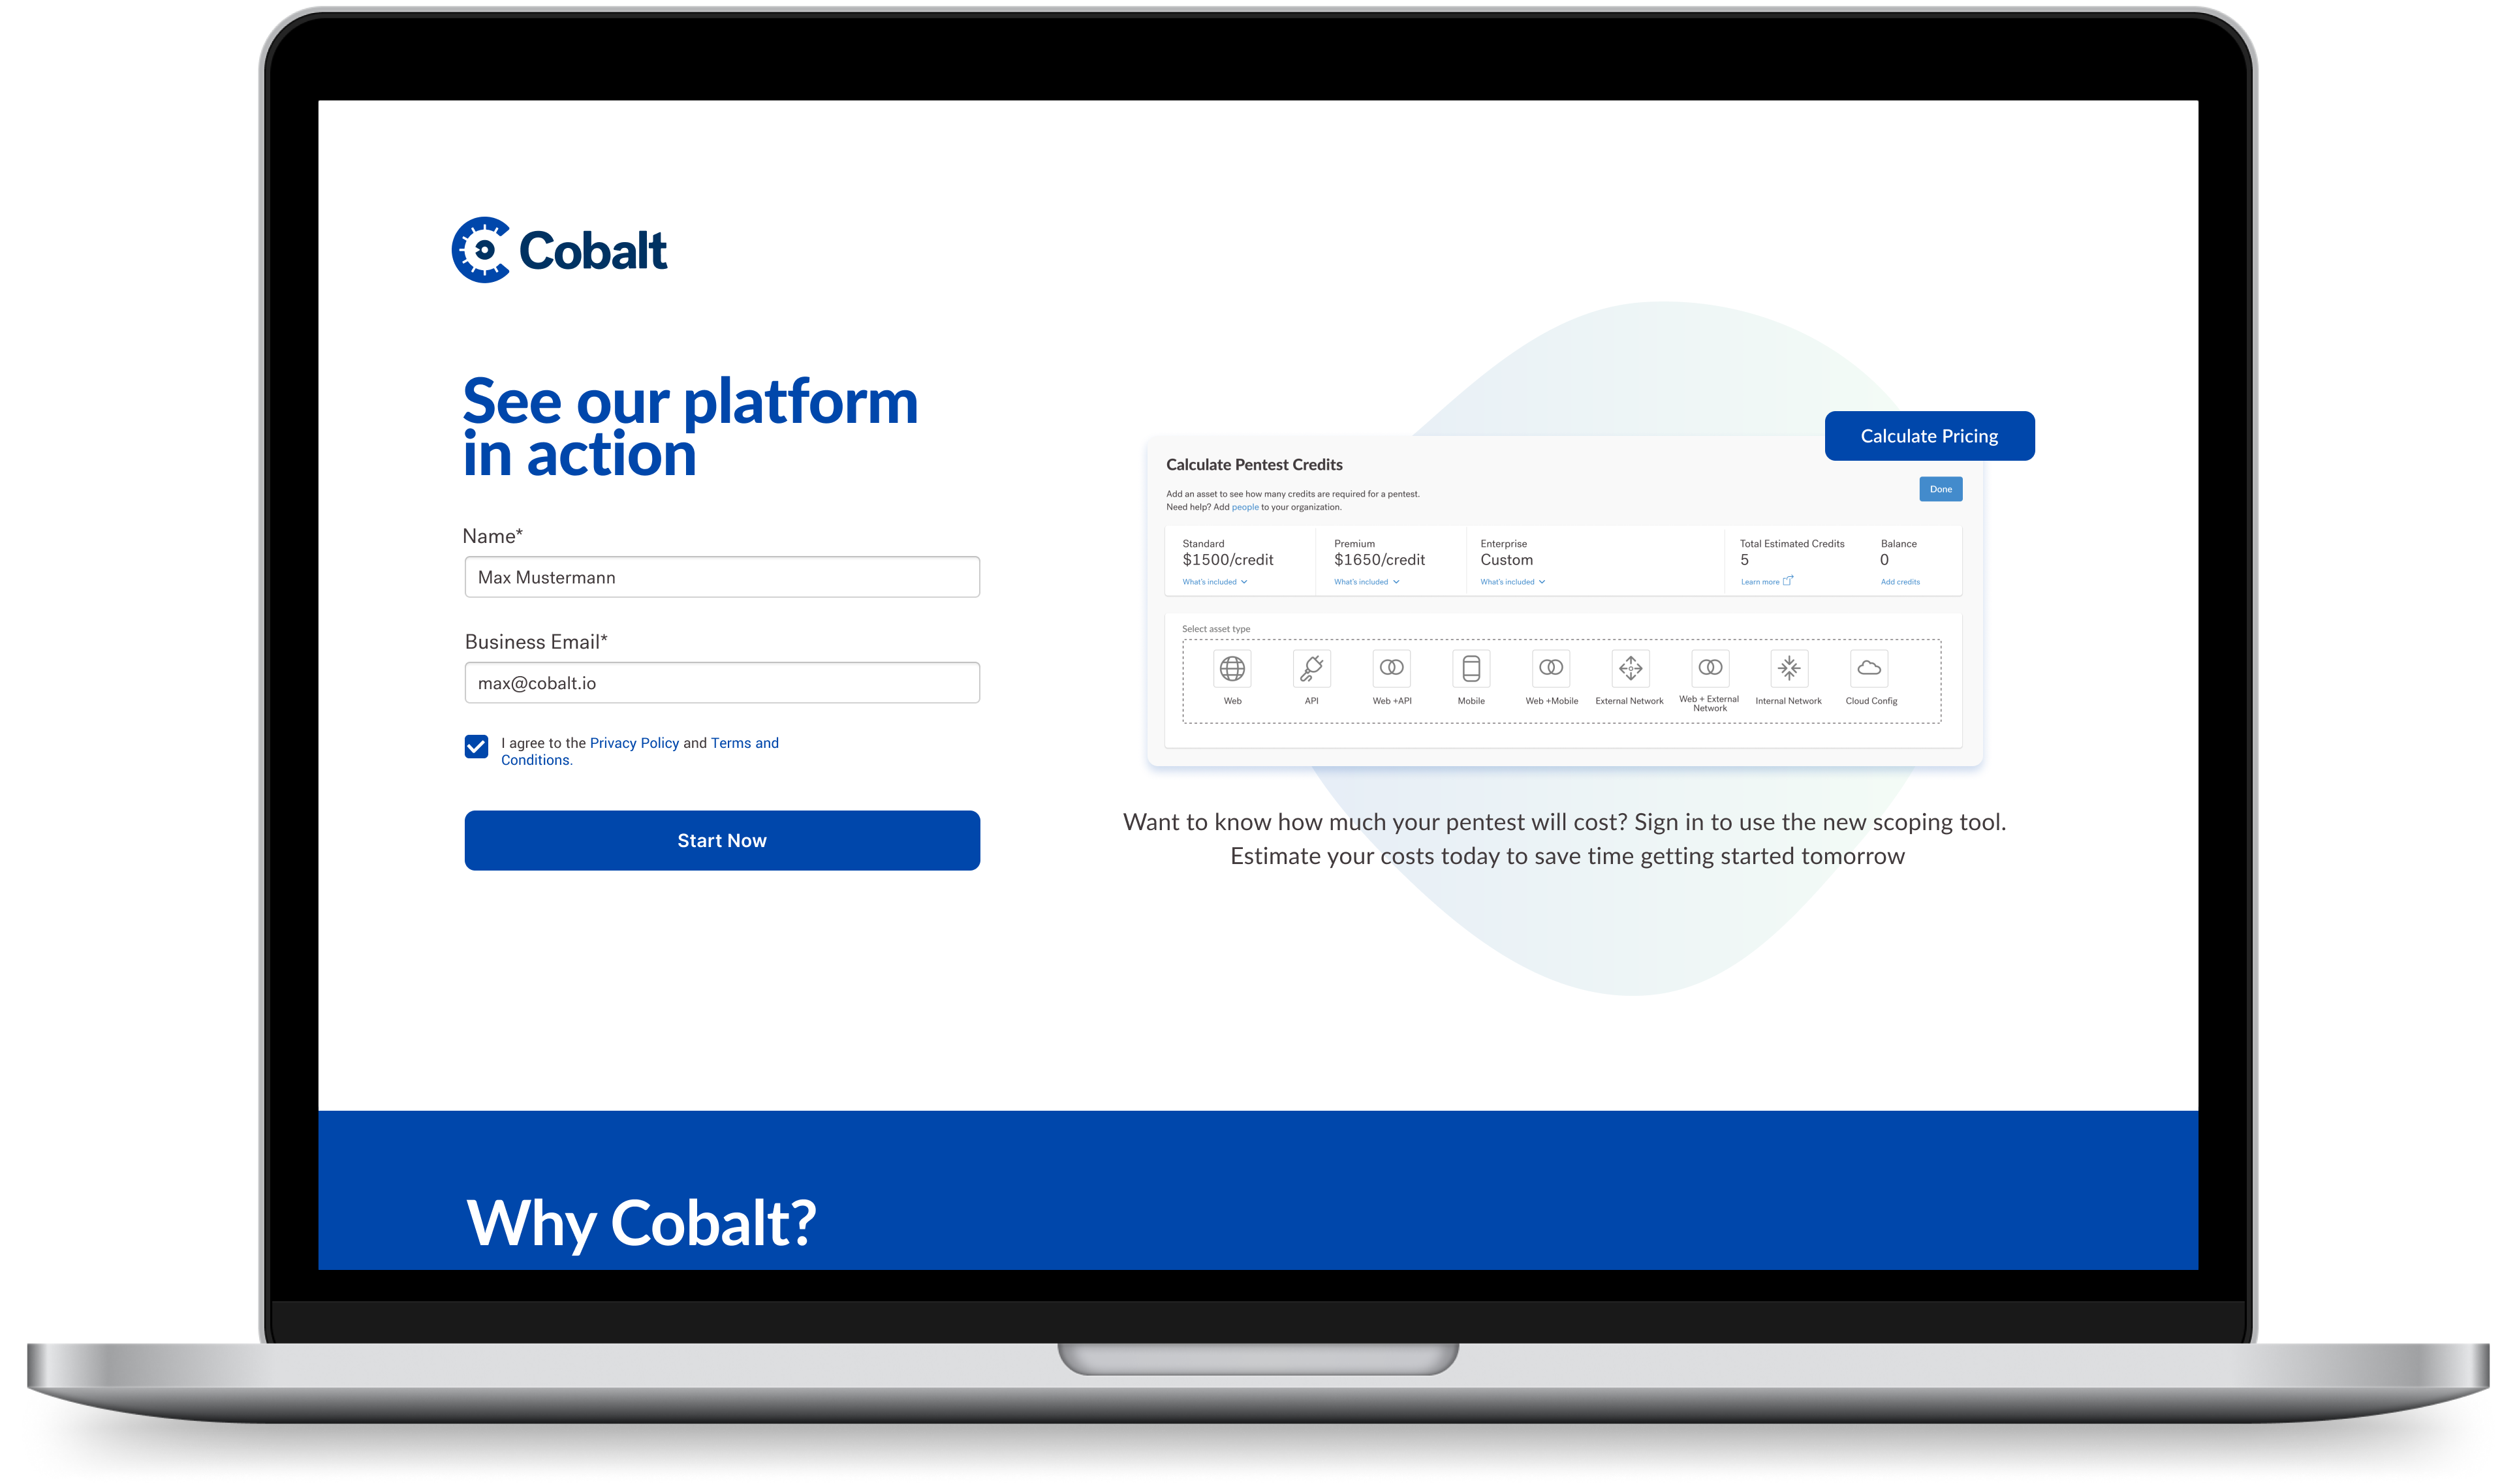 Cobalt
See our platform
in action
Name*
Max Mustermann
Business Email*
max@cobalt.io
I agree to the Privacy Policy and Terms and
Conditions.
Start Now
Calculate Pricing
Calculate Pentest Credits
Add an asset to see how many credits are required for a pentest.
Need help? Add people to your organization.
Done
Standard
$1500/credit
What's included
Premium
$1650/credit
What's included
Enterprise
Custom
What's included
Total Estimated Credits
5
Learn more
Balance
0
Add credits
Select asset type
Web
API
Web +API
Mobile
Web +Mobile
External Network
Web + External
Network
Internal Network
Cloud Config
Want to know how much your pentest will cost? Sign in to use the new scoping tool.
Estimate your costs today to save time getting started tomorrow
Why Cobalt?